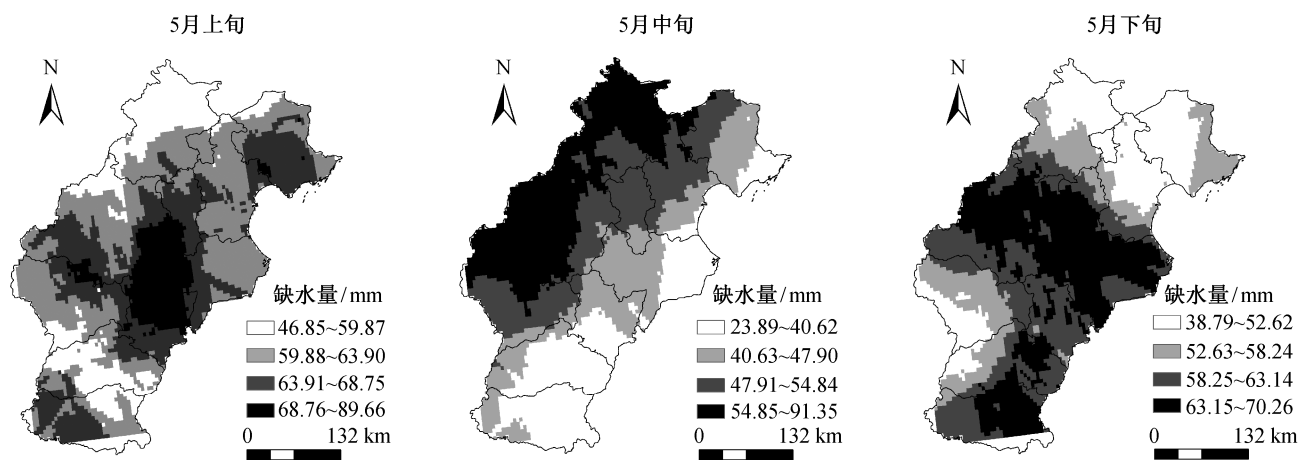 5月上旬
N
缺水量/mm
46.85~59.87
59.88~63.90
63.91~68.75
68.76~89.66
0 132 km
5月中旬
N
缺水量/mm
23.89~40.62
40.63~47.90
47.91~54.84
54.85~91.35
0 132 km
5月下旬
N
缺水量/mm
38.79~52.62
52.63~58.24
58.25~63.14
63.15~70.26
0 132 km